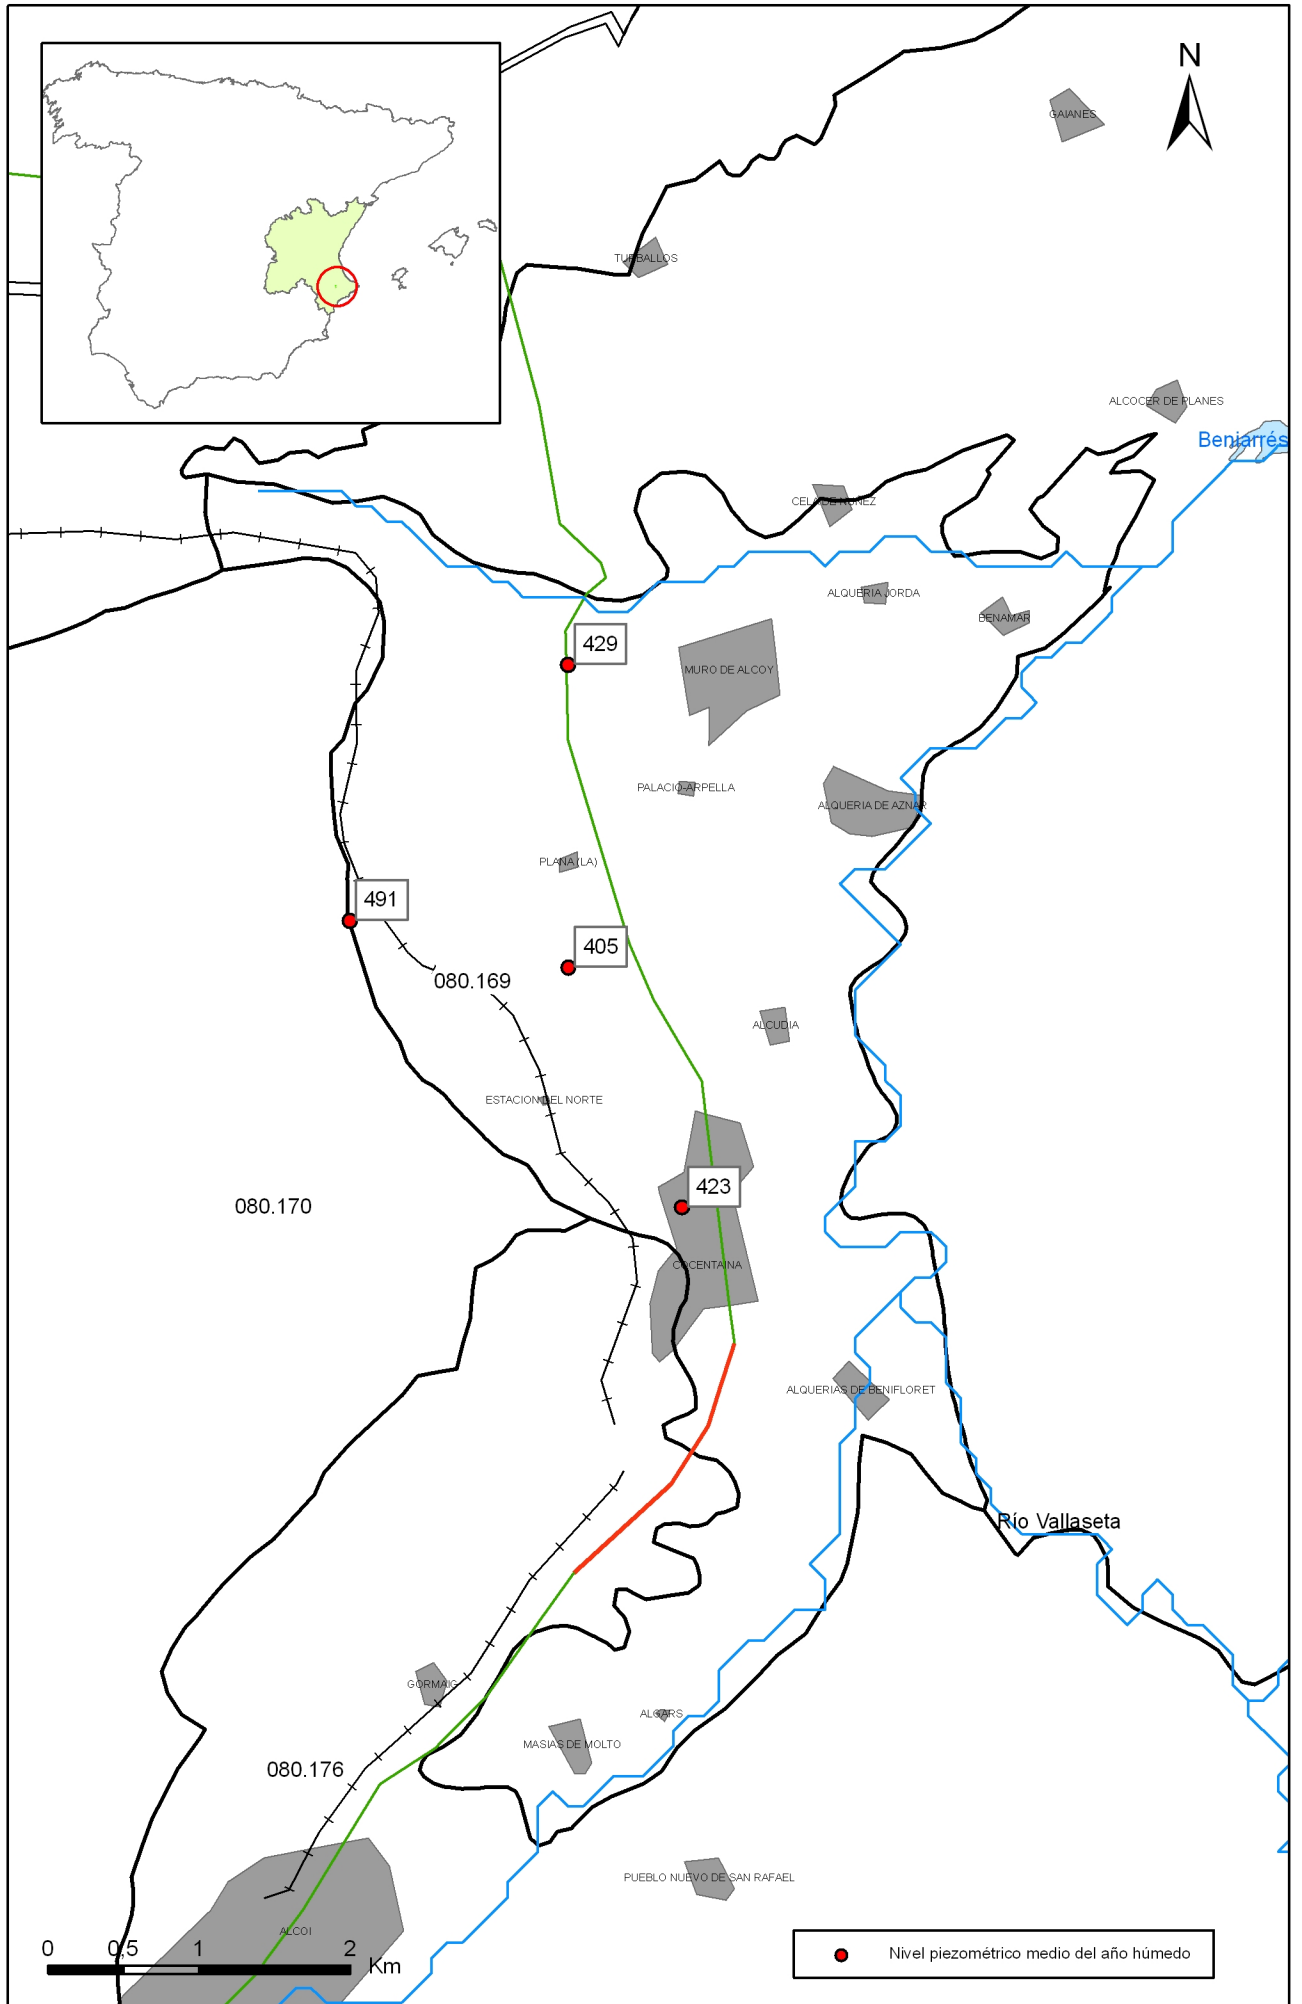 N
GAIANES
TURBALLOS
ALCOCER DE PLANES
Beniarrés
CELA DE NUÑEZ
ALQUERIA JORDA
BENAMAR
429
MURO DE ALCOY
PALACIO-ARPELLA
ALQUERIA DE AZNAR
PLANA (LA)
491
405
080.169
ALCUDIA
ESTACION DEL NORTE
423
080.170
COCENTAINA
ALQUERIAS DE BENIFLORET
Río Vallaseta
GORMAIG
ALGARS
MASIAS DE MOLTO
080.176
PUEBLO NUEVO DE SAN RAFAEL
ALCOI
0 0,5 1 2
Km
Nivel piezométrico medio del año húmedo